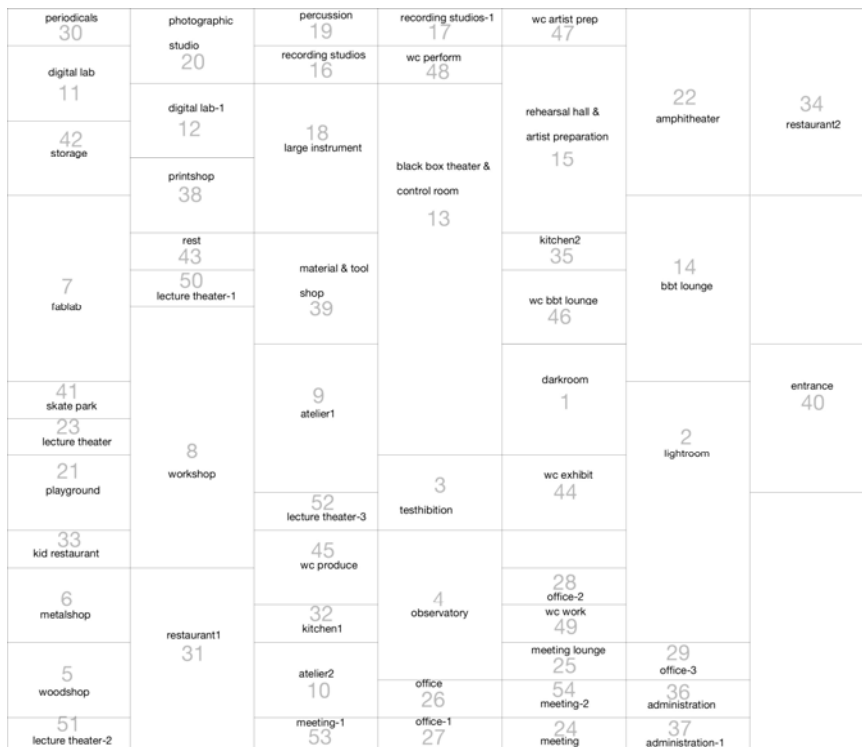 periodicals
30
digital lab
11
42
storage
7
fablab
41
skate park
23
lecture theater
21
playground
33
kid restaurant
6
metalshop
5
woodshop
51
lecture theater-2
photographic
studio
20
digital lab-1
12
printshop
38
rest
43
50
lecture theater-1
8
workshop
restaurant1
31
percussion
19
recording studios
16
18
large instrument
material & tool
shop
39
9
atelier1
52
lecture theater-3
45
wc produce
32
kitchen1
atelier2
10
meeting-1
53
recording studios-1
17
wc perform
48
black box theater &
control room
13
3
testhibition
4
observatory
office
26
office-1
27
wc artist prep
47
rehearsal hall &
artist preparation
15
kitchen2
35
wc bbt lounge
46
darkroom
1
wc exhibit
44
28
office-2
wc work
49
meeting lounge
25
54
meeting-2
24
meeting
22
amphitheater
14
bbt lounge
2
lightroom
29
office-3
36
administration
37
administration-1
34
restaurant2
entrance
40